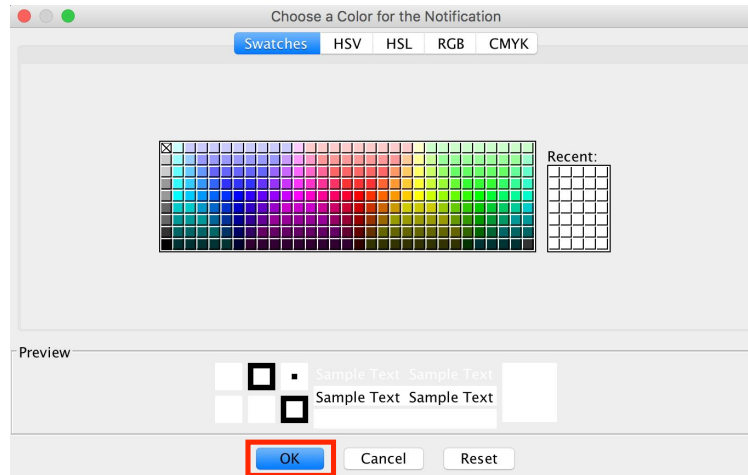 Choose a Color for the Notification
Swatches HSV HSL RGB CMYK
Recent:
Preview
Sample Text Sample Text
Sample Text Sample Text
OK Cancel Reset